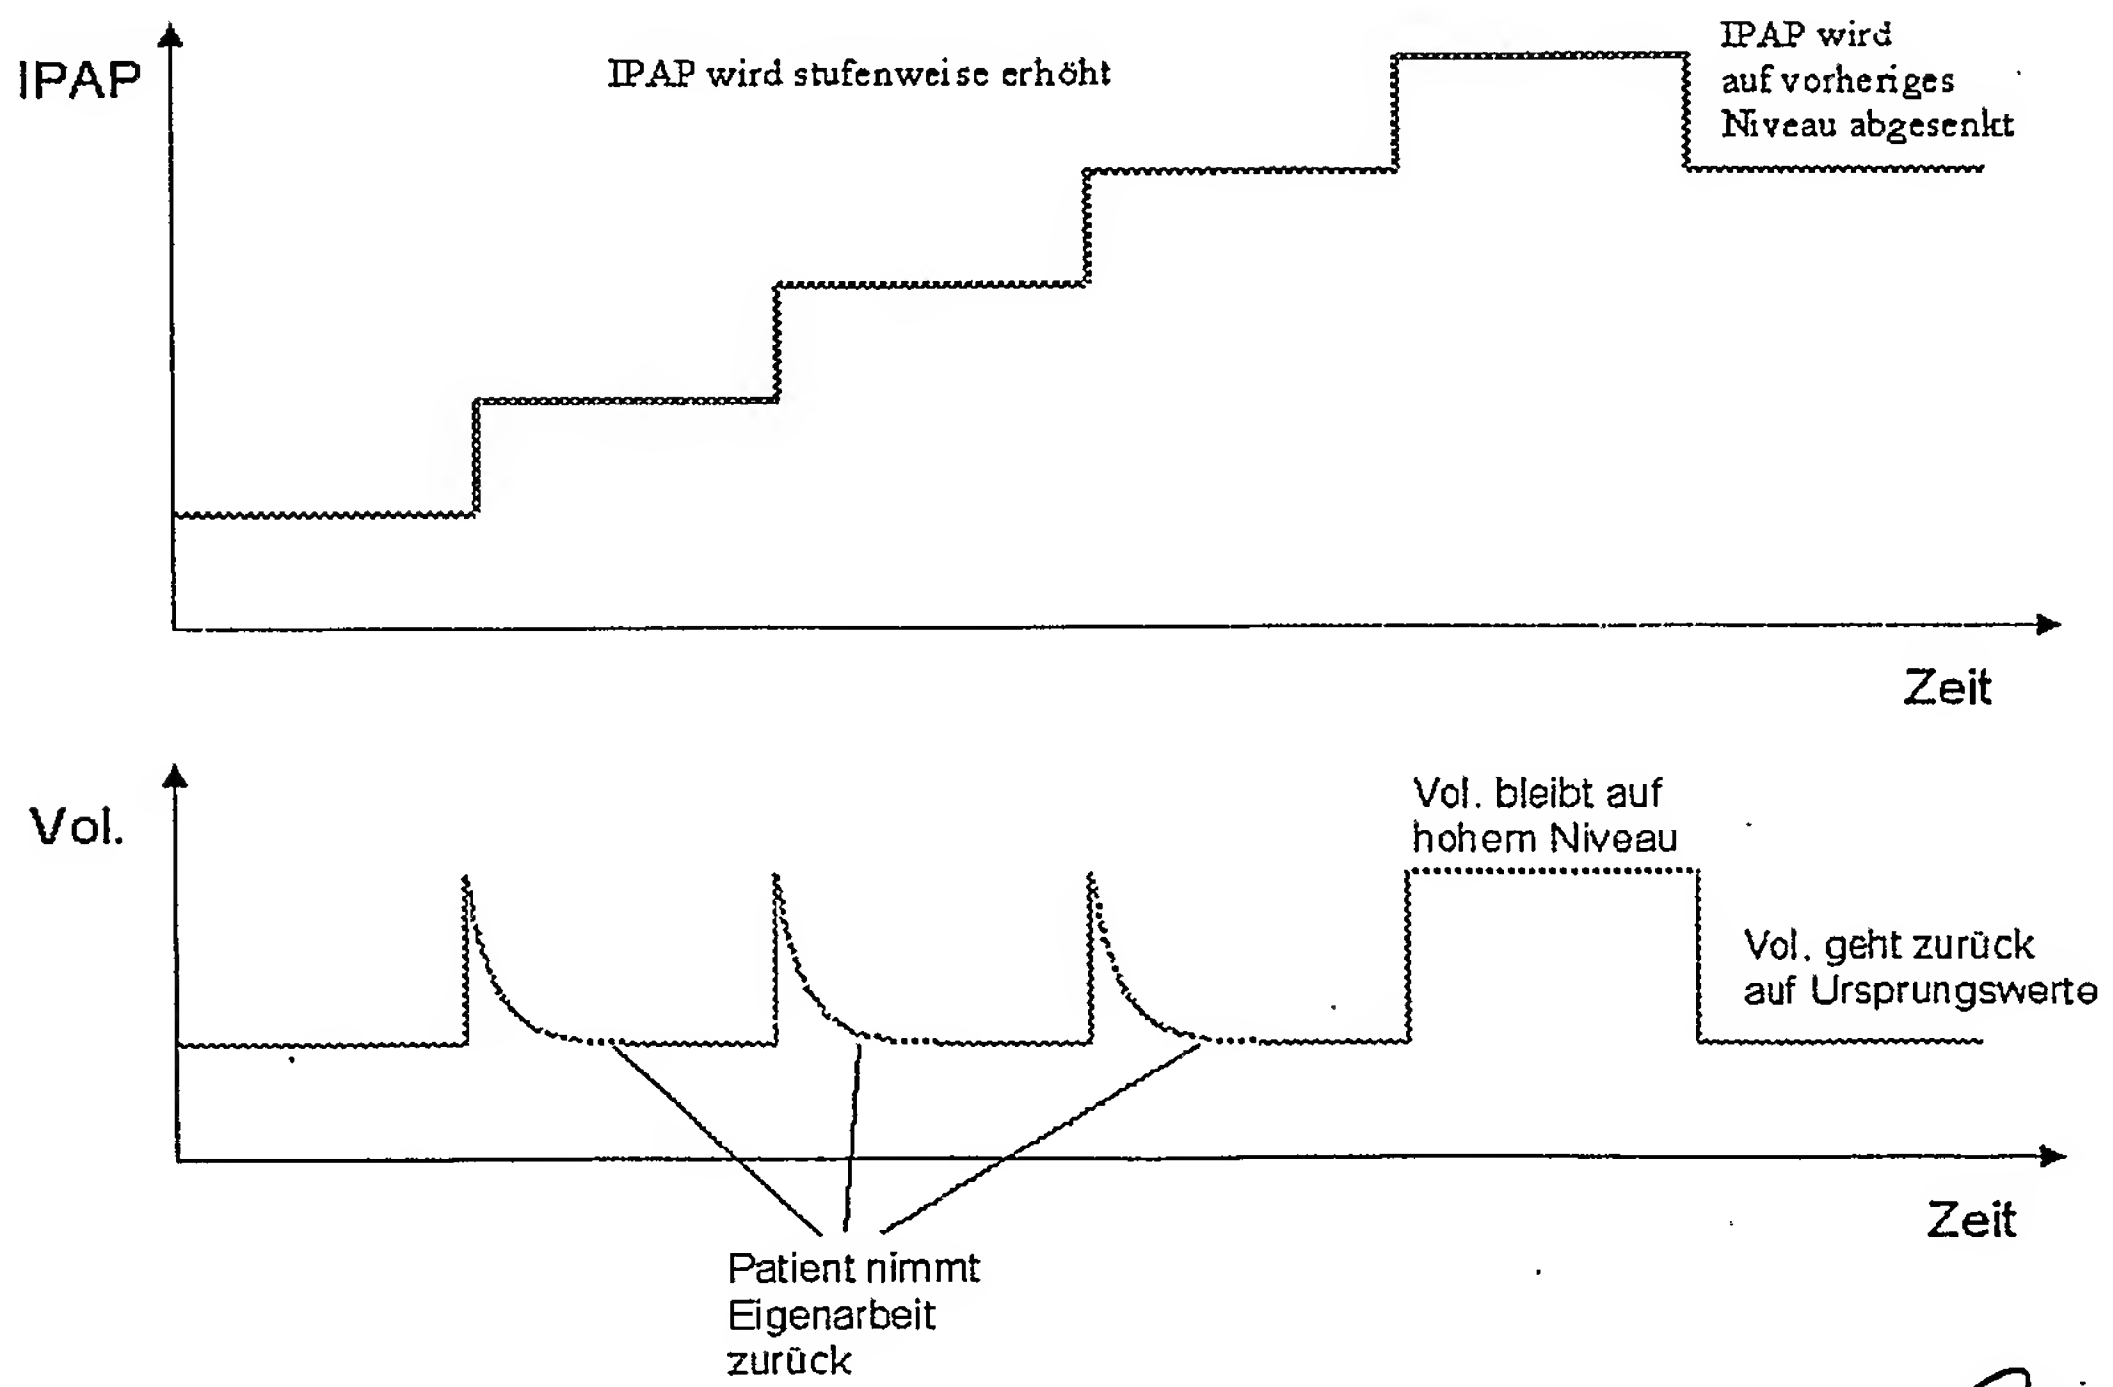 IPAP
IPAP wird stufenweise erhöht
IPAP wird
auf vorheriges
Niveau abgesenkt
Zeit
Vol.
Vol. bleibt auf
hohem Niveau
Vol. geht zurück
auf Ursprungswerte
Zeit
Patient nimmt
Eigenarbeit
zurück